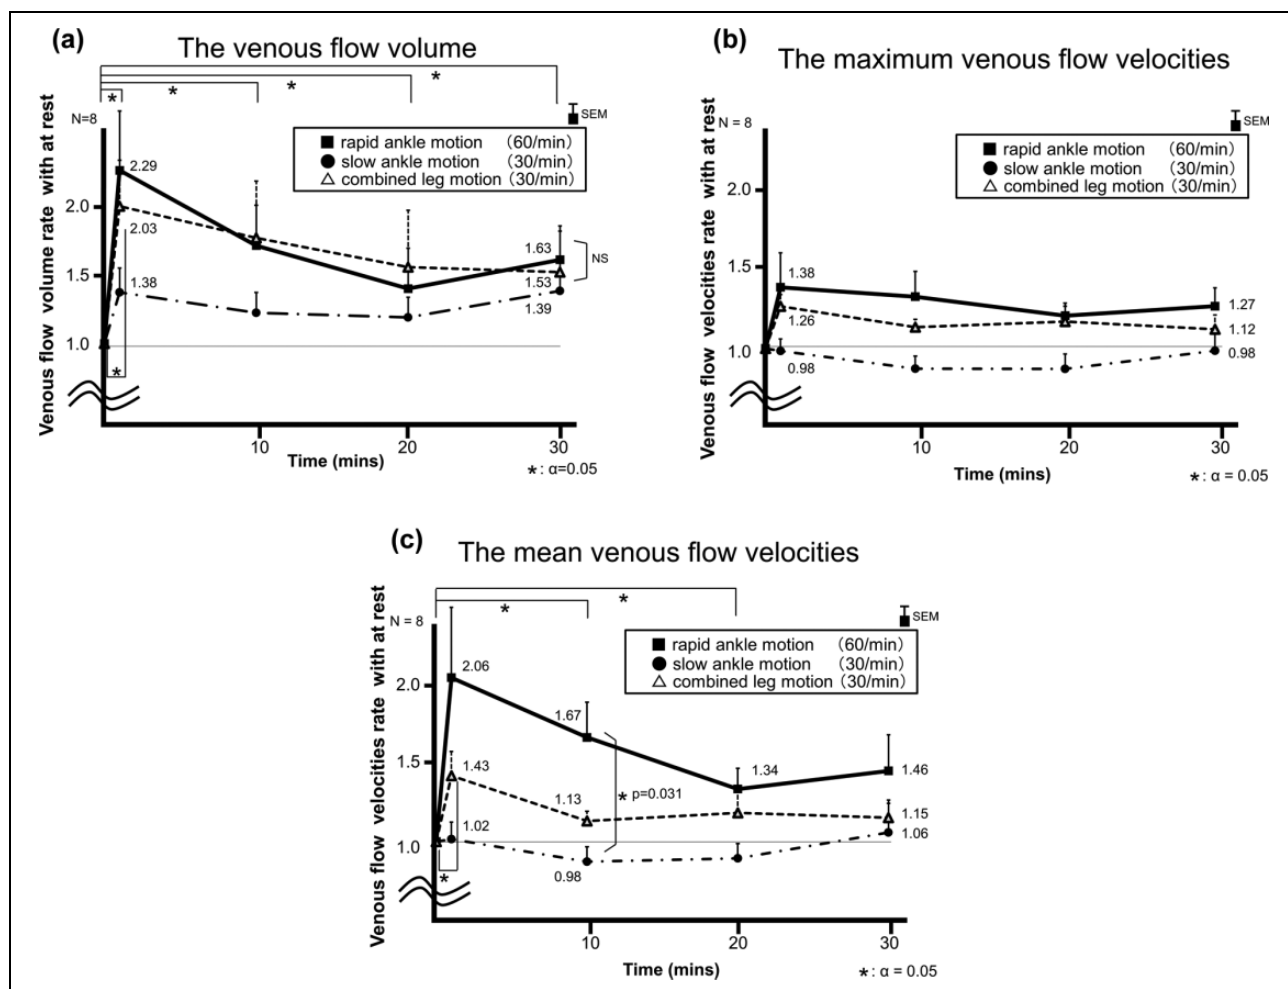 (a)
The venous flow volume
*
*
*
*
SEM
N=8
rapid ankle motion (60/min)
slow ankle motion (30/min)
combined leg motion (30/min)
Venous flow volume rate with at rest
2.0
1.5
1.0
2.29
2.03
1.38
1.63
1.53
1.39
NS
*
10
20
30
Time (mins)
*: α=0.05
(b)
The maximum venous flow velocities
SEM
N = 8
rapid ankle motion (60/min)
slow ankle motion (30/min)
combined leg motion (30/min)
Venous flow velocities rate with at rest
2.0
1.5
1.0
1.38
1.26
0.98
1.27
1.12
0.98
10
20
30
Time (mins)
*: α = 0.05
(c)
The mean venous flow velocities
*
*
SEM
N = 8
rapid ankle motion (60/min)
slow ankle motion (30/min)
combined leg motion (30/min)
Venous flow velocities rate with at rest
2.0
1.5
1.0
2.06
1.67
1.34
1.46
1.43
1.13
1.15
1.02
0.98
1.06
* p=0.031
*
10
20
30
Time (mins)
*: α = 0.05